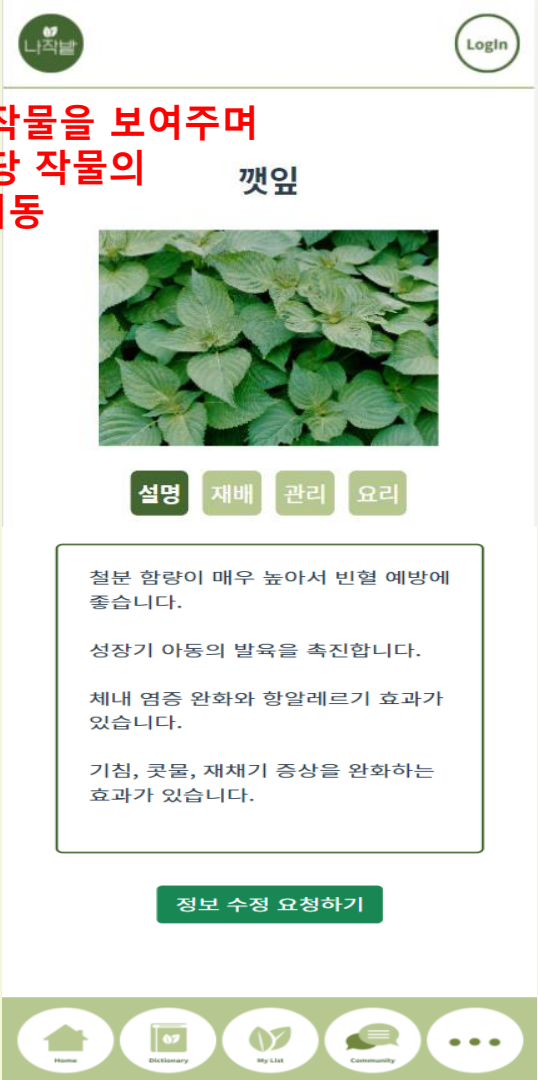 나작밭
LogIn
작물을 보여주며
당 작물의
동
깻잎
설명
재배
관리
요리
철분 함량이 매우 높아서 빈혈 예방에
좋습니다.
성장기 아동의 발육을 촉진합니다.
체내 염증 완화와 항알레르기 효과가
있습니다.
기침, 콧물, 재채기 증상을 완화하는
효과가 있습니다.
정보 수정 요청하기
Home
Dictionary
My List
Community